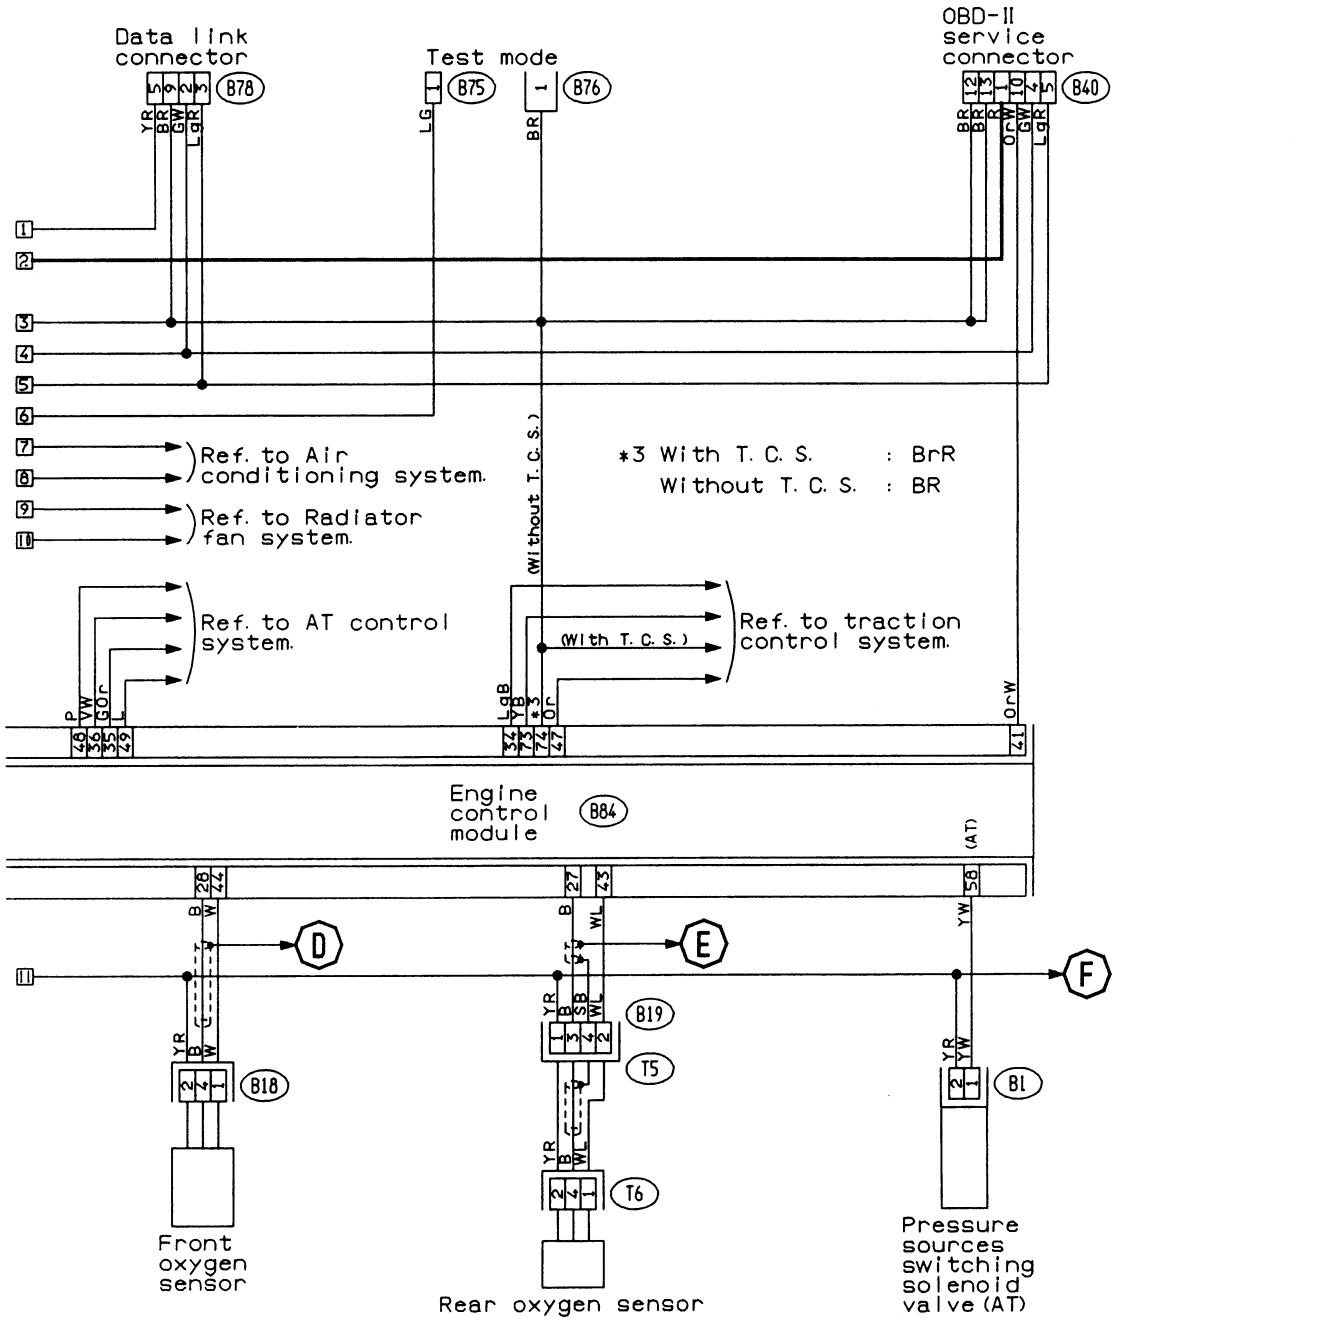 Data link
connector
5 9 2 3
B78
YR BR GW LgR
Test mode
1
B75
LG
1
B76
BR
OBD-II
service
connector
12 13 1 10 4 5
B40
BR BR R OrW GW LgR
1
2
3
4
5
6
7
8
9
10
Ref. to Air
conditioning system.
Ref. to Radiator
fan system.
Ref. to AT control
system.
(Without T. C. S.)
*3 With T. C. S. : BrR
Without T. C. S. : BR
(With T. C. S.)
Ref. to traction
control system.
P VW GOr L
48 36 35 49
LgB YB *3 Or
34 73 74 47
OrW
41
Engine
control
module
B84
(AT)
28 44
27 43
58
B W
B WL
YW
D
E
F
11
YR B W
2 4 1
B18
Front
oxygen
sensor
YR B SB WL
1 3 4 2
B19
T5
YR B WL
2 4 1
T6
Rear oxygen sensor
YR YW
2 1
B1
Pressure
sources
switching
solenoid
valve (AT)